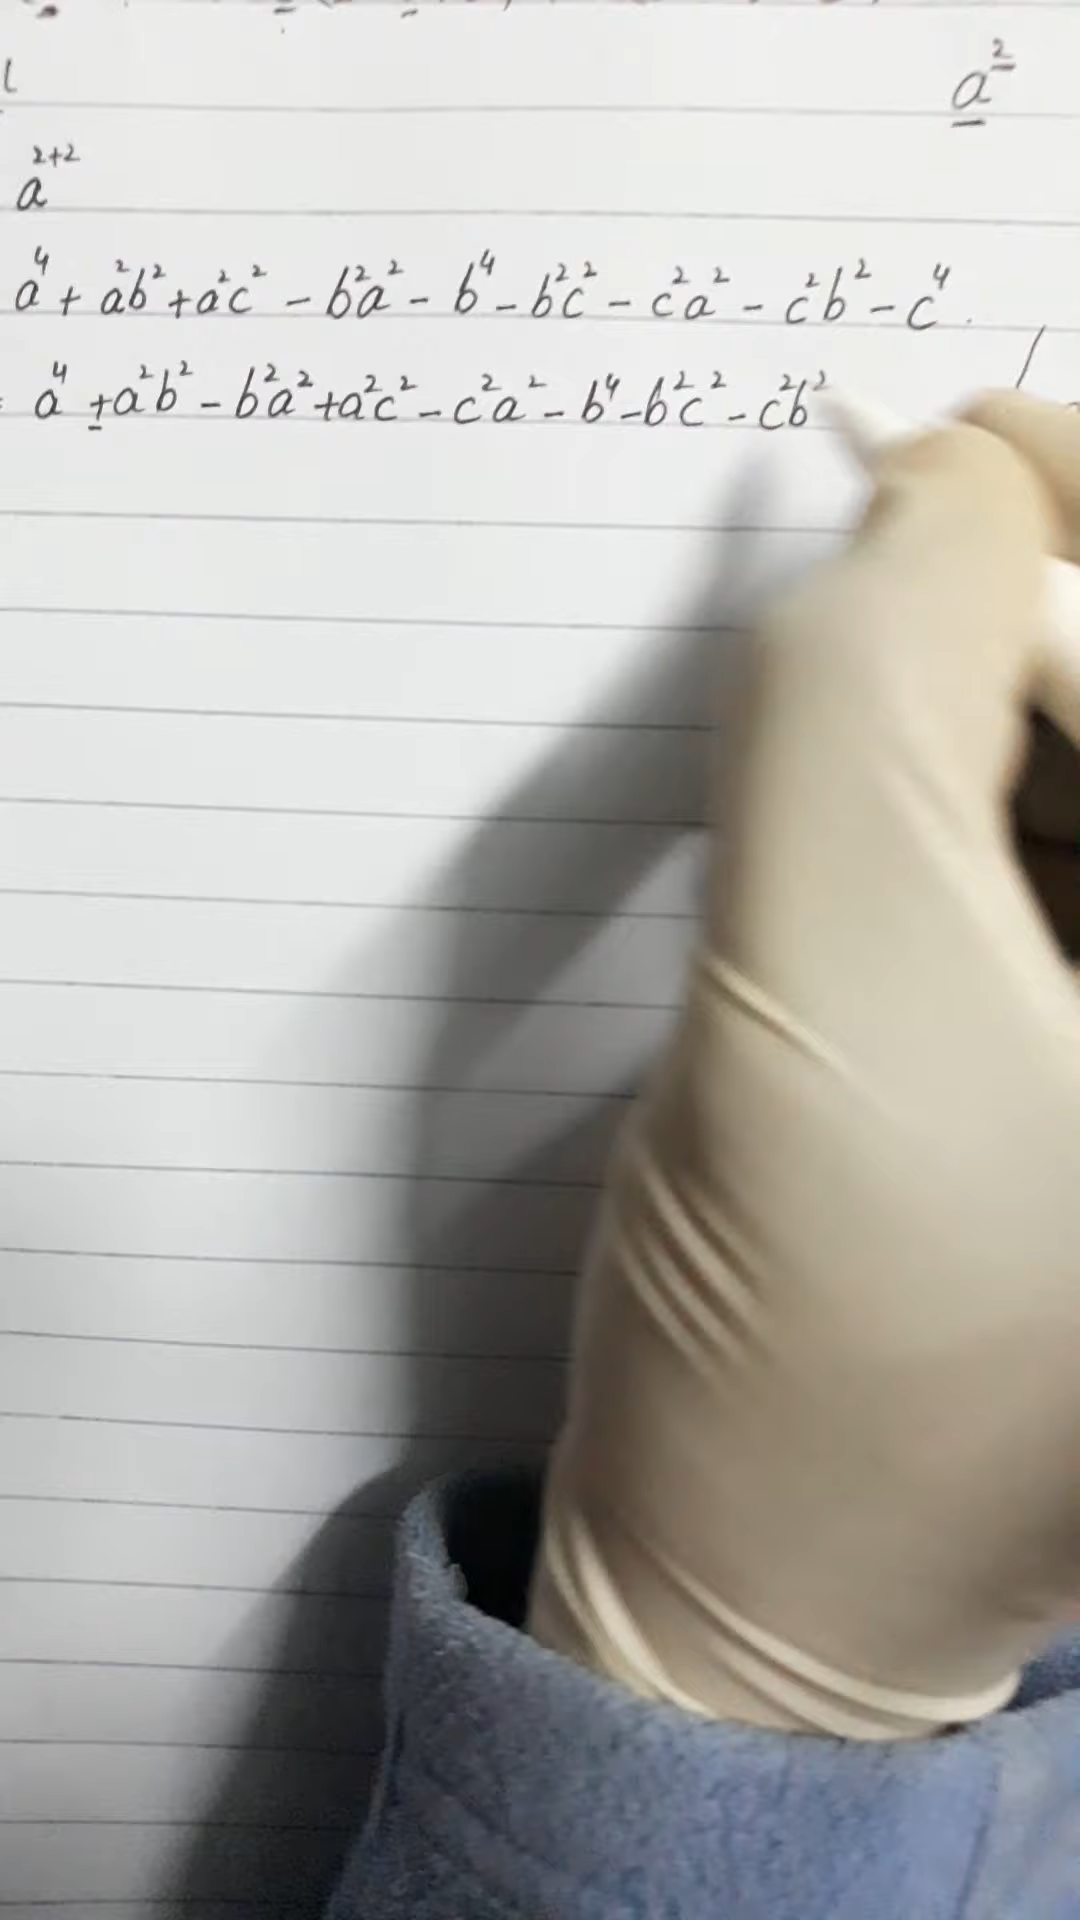 a²
a²⁺²
a⁴ + a²b² + a²c² - b²a² - b⁴ - b²c² - c²a² - c²b² - c⁴
a⁴ + a²b² - b²a² + a²c² - c²a² - b⁴ - b²c² - c²b²